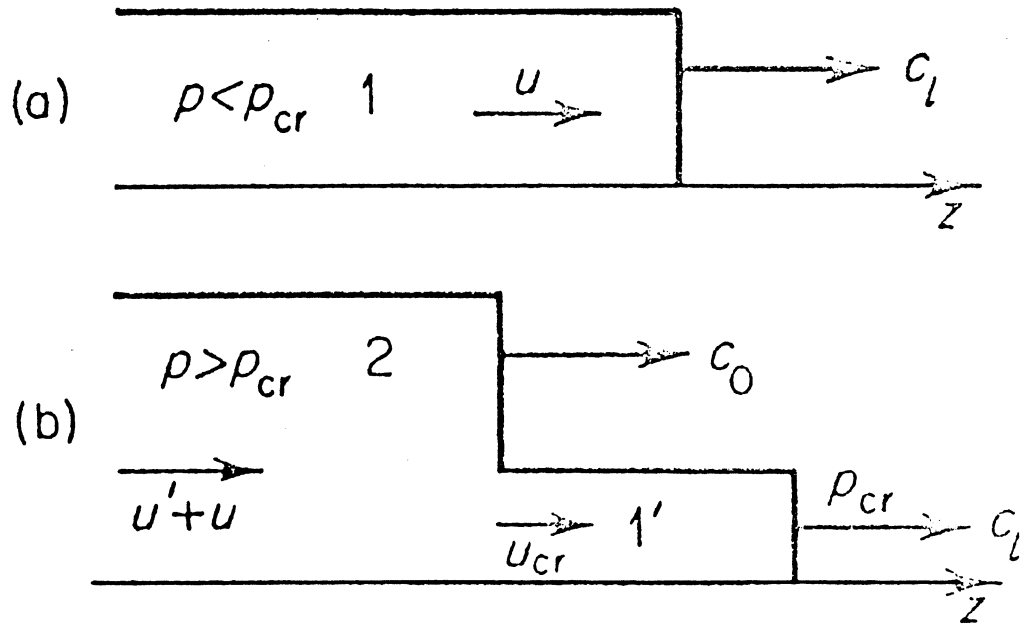 (a)
p<p_cr 1
u
c_l
z
p>p_cr 2
c_0
(b)
u'+u
u_cr
1'
p_cr
c_l
z